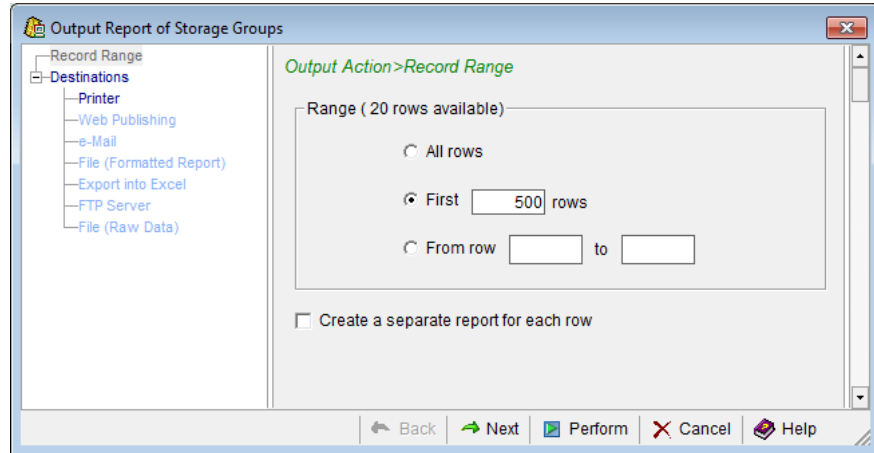 Output Report of Storage Groups
Record Range
Destinations
Printer
Web Publishing
e-Mail
File (Formatted Report)
Export into Excel
FTP Server
File (Raw Data)
Output Action>Record Range
Range ( 20 rows available)
All rows
First 500 rows
From row to
Create a separate report for each row
Back Next Perform Cancel Help